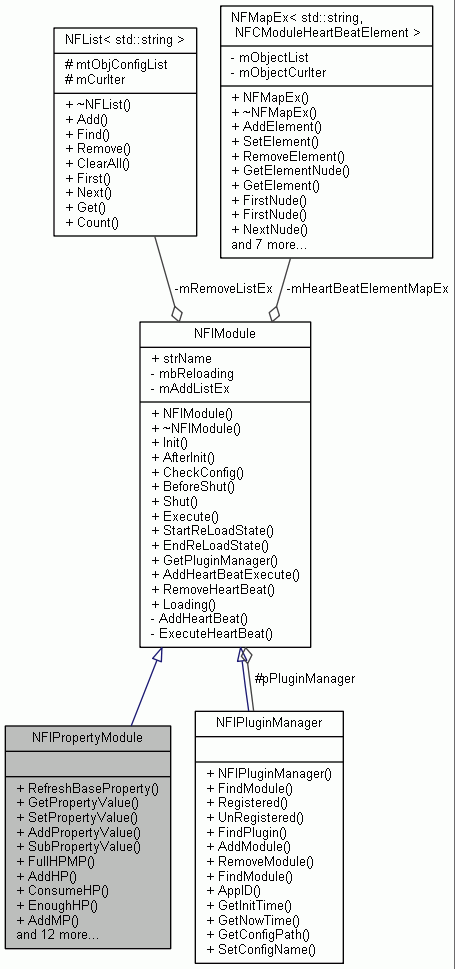 NFList< std::string >
# mtObjConfigList
# mCurIter
+ ~NFList()
+ Add()
+ Find()
+ Remove()
+ ClearAll()
+ First()
+ Next()
+ Get()
+ Count()
NFMapEx< std::string,
NFCModuleHeartBeatElement >
- mObjectList
- mObjectCurIter
+ NFMapEx()
+ ~NFMapEx()
+ AddElement()
+ SetElement()
+ RemoveElement()
+ GetElementNude()
+ GetElement()
+ FirstNude()
+ FirstNude()
+ NextNude()
and 7 more...
-mRemoveListEx
-mHeartBeatElementMapEx
NFIModule
+ strName
- mbReloading
- mAddListEx
+ NFIModule()
+ ~NFIModule()
+ Init()
+ AfterInit()
+ CheckConfig()
+ BeforeShut()
+ Shut()
+ Execute()
+ StartReLoadState()
+ EndReLoadState()
+ GetPluginManager()
+ AddHeartBeatExecute()
+ RemoveHeartBeat()
+ Loading()
- AddHeartBeat()
- ExecuteHeartBeat()
#pPluginManager
NFIPropertyModule
+ RefreshBaseProperty()
+ GetPropertyValue()
+ SetPropertyValue()
+ AddPropertyValue()
+ SubPropertyValue()
+ FullHPMP()
+ AddHP()
+ ConsumeHP()
+ EnoughHP()
+ AddMP()
and 12 more...
NFIPluginManager
+ NFIPluginManager()
+ FindModule()
+ Registered()
+ UnRegistered()
+ FindPlugin()
+ AddModule()
+ RemoveModule()
+ FindModule()
+ AppID()
+ GetInitTime()
+ GetNowTime()
+ GetConfigPath()
+ SetConfigName()